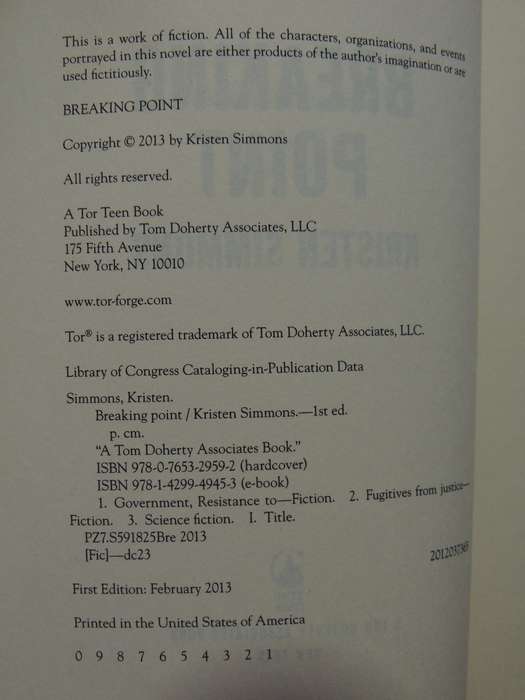 This is a work of fiction. All of the characters, organizations, and events
portrayed in this novel are either products of the author's imagination or are
used fictitiously.
BREAKING POINT
Copyright © 2013 by Kristen Simmons
All rights reserved.
A Tor Teen Book
Published by Tom Doherty Associates, LLC
175 Fifth Avenue
New York, NY 10010
www.tor-forge.com
Tor® is a registered trademark of Tom Doherty Associates, LLC.
Library of Congress Cataloging-in-Publication Data
Simmons, Kristen.
Breaking point / Kristen Simmons.—1st ed.
p. cm.
"A Tom Doherty Associates Book."
ISBN 978-0-7653-2959-2 (hardcover)
ISBN 978-1-4299-4945-3 (e-book)
1. Government, Resistance to—Fiction. 2. Fugitives from justice—
Fiction. 3. Science fiction. I. Title.
PZ7.S591825Bre 2013
[Fic]—dc23
2012037365
First Edition: February 2013
Printed in the United States of America
0 9 8 7 6 5 4 3 2 1